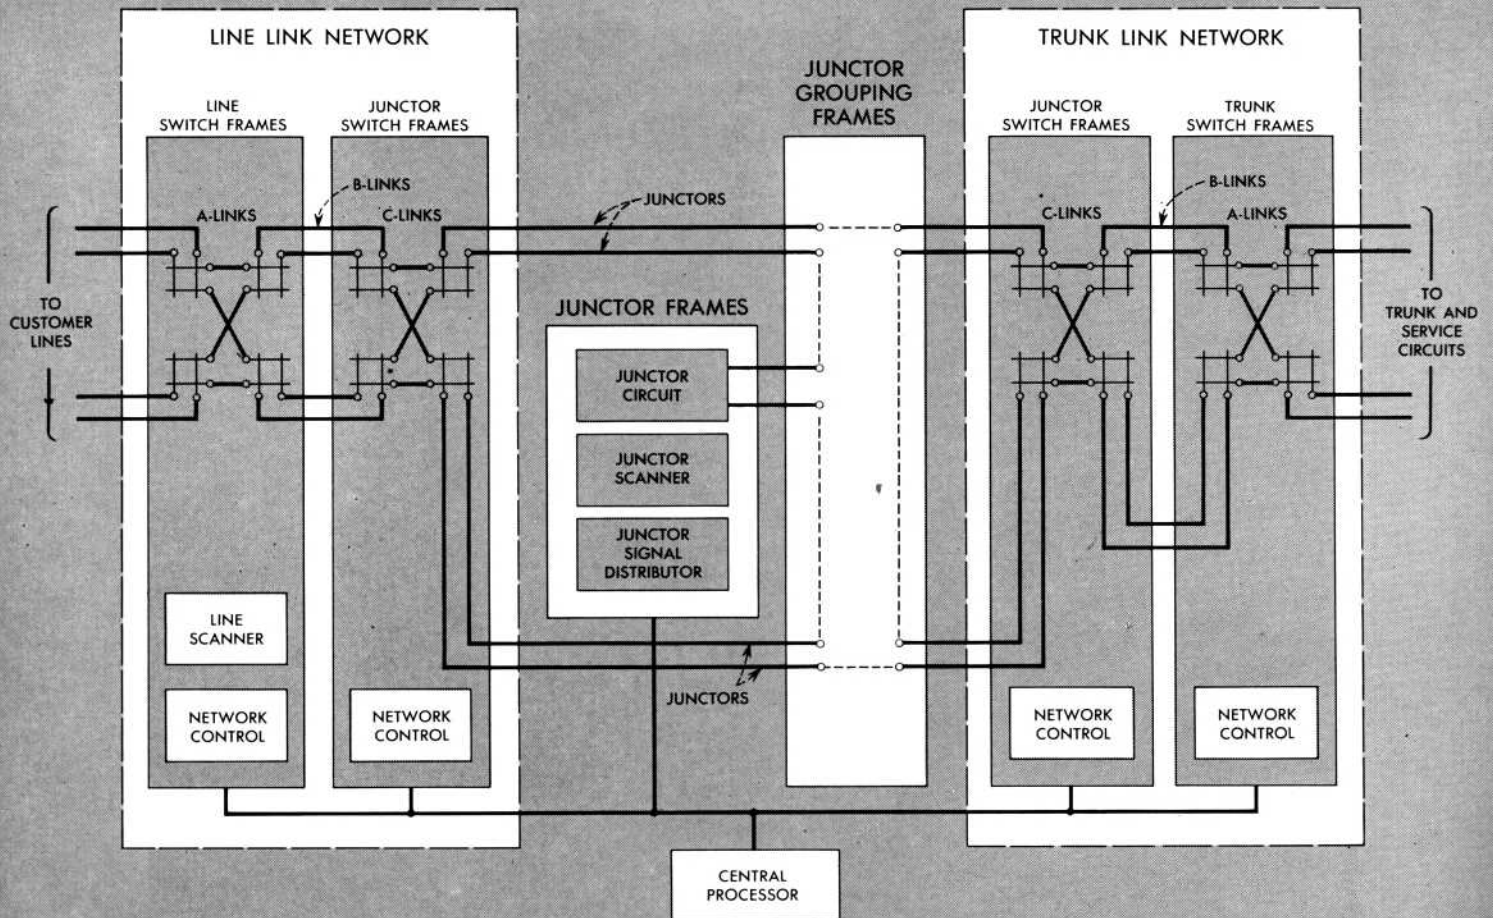 LINE LINK NETWORK
LINE
SWITCH FRAMES
JUNCTOR
SWITCH FRAMES
B-LINKS
A-LINKS
C-LINKS
TO
CUSTOMER
LINES
LINE
SCANNER
NETWORK
CONTROL
NETWORK
CONTROL
JUNCTORS
JUNCTOR FRAMES
JUNCTOR
CIRCUIT
JUNCTOR
SCANNER
JUNCTOR
SIGNAL
DISTRIBUTOR
JUNCTORS
JUNCTOR
GROUPING
FRAMES
TRUNK LINK NETWORK
JUNCTOR
SWITCH FRAMES
TRUNK
SWITCH FRAMES
B-LINKS
C-LINKS
A-LINKS
TO
TRUNK AND
SERVICE
CIRCUITS
NETWORK
CONTROL
NETWORK
CONTROL
CENTRAL
PROCESSOR